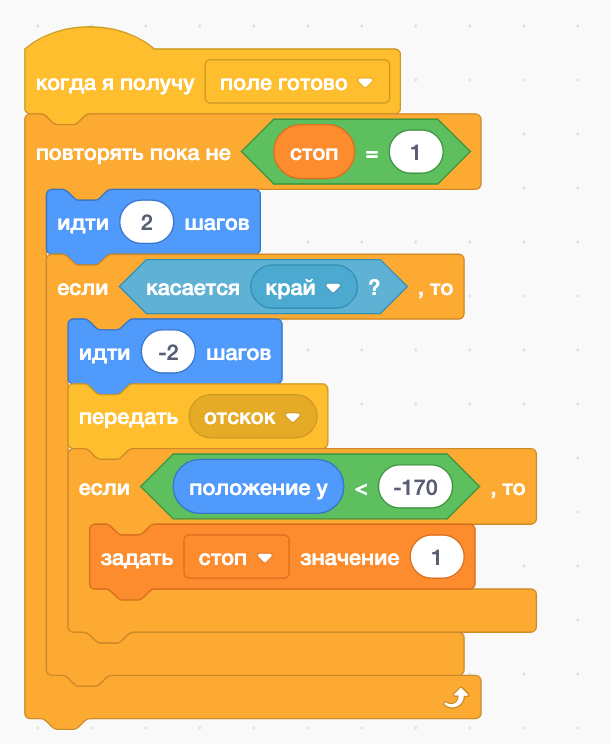 когда я получу поле готово
повторять пока не стоп = 1
идти 2 шагов
если касается край ? , то
идти -2 шагов
передать отскок
если положение y < -170 , то
задать стоп значение 1